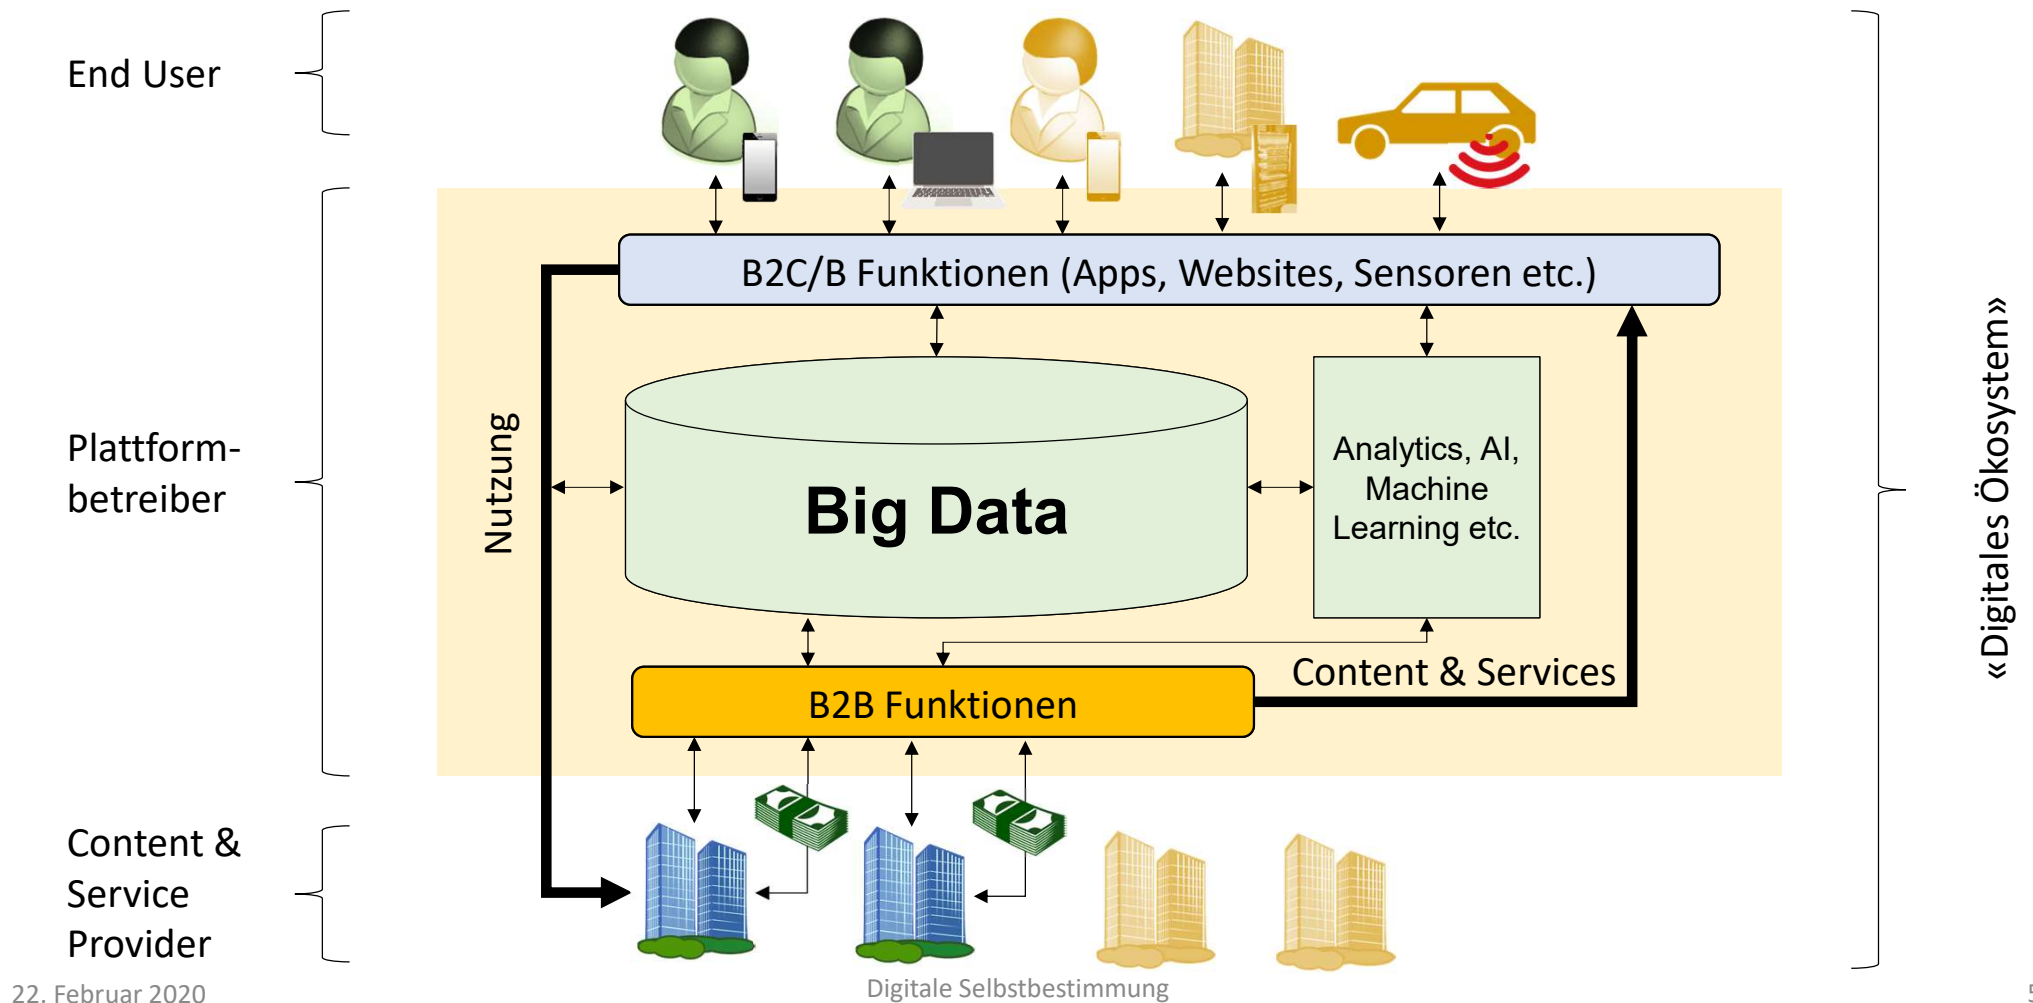 End User
B2C/B Funktionen (Apps, Websites, Sensoren etc.)
Plattform-
betreiber
Nutzung
Big Data
Analytics, AI,
Machine
Learning etc.
«Digitales Ökosystem»
Content & Services
B2B Funktionen
Content &
Service
Provider
22. Februar 2020
Digitale Selbstbestimmung
5